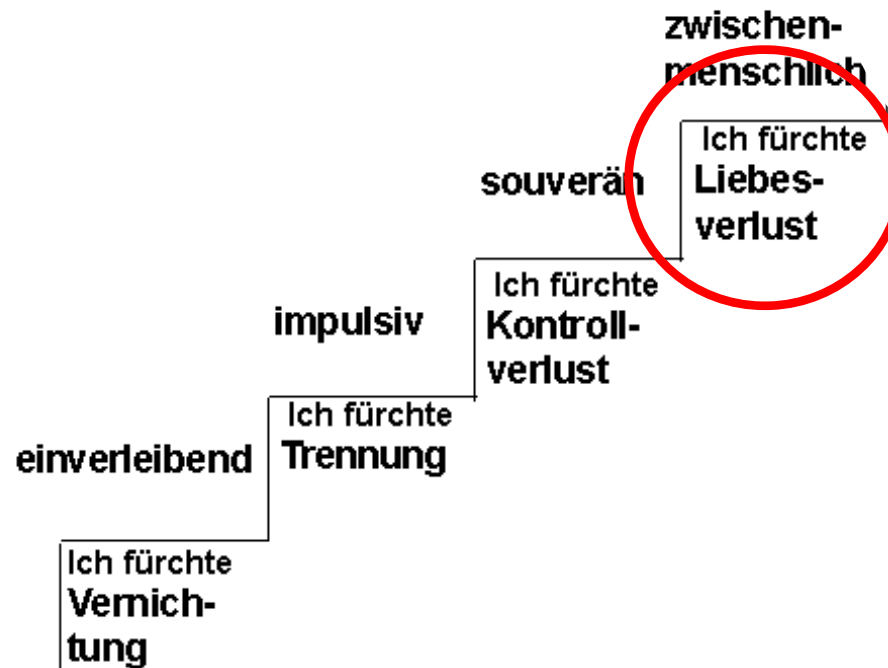 zwischen-
menschlich
Ich fürchte
Liebes-
verlust
souverän
Ich fürchte
Kontroll-
verlust
impulsiv
Ich fürchte
Trennung
einverleibend
Ich fürchte
Vernich-
tung